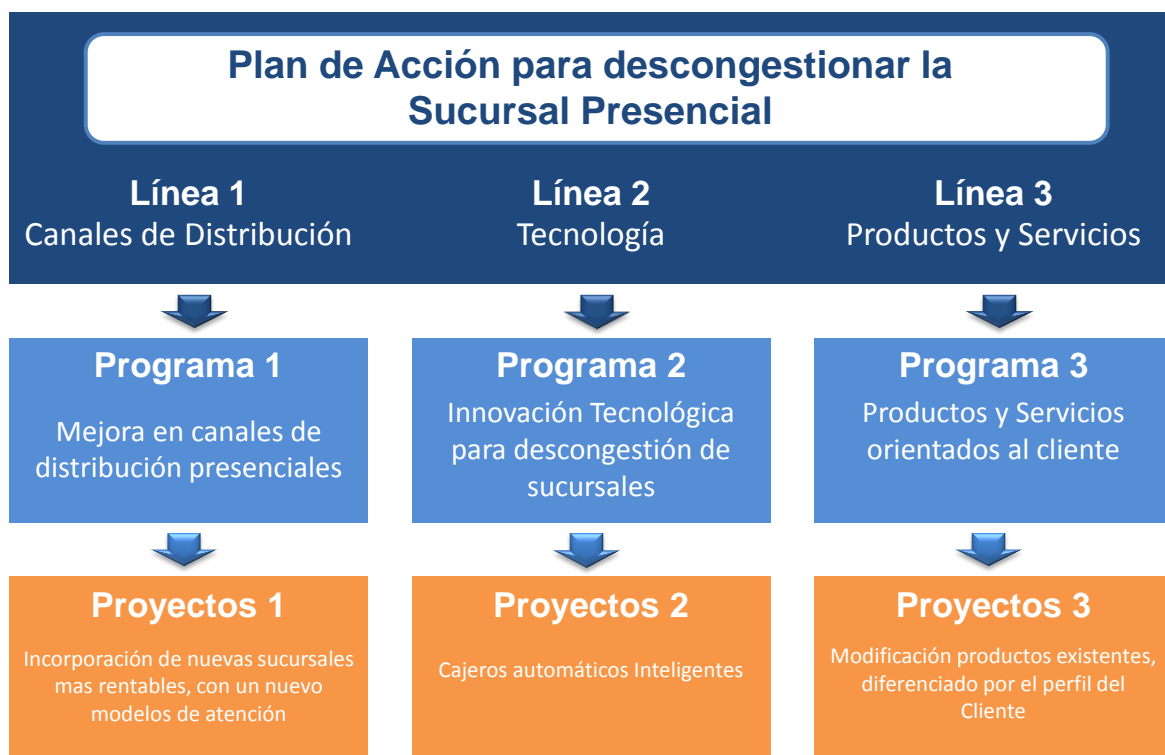 Plan de Acción para descongestionar la
Sucursal Presencial
Línea 1
Canales de Distribución
Línea 2
Tecnología
Línea 3
Productos y Servicios
Programa 1
Mejora en canales de
distribución presenciales
Programa 2
Innovación Tecnológica
para descongestión de
sucursales
Programa 3
Productos y Servicios
orientados al cliente
Proyectos 1
Incorporación de nuevas sucursales
mas rentables, con un nuevo
modelos de atención
Proyectos 2
Cajeros automáticos Inteligentes
Proyectos 3
Modificación productos existentes,
diferenciado por el perfil del
Cliente